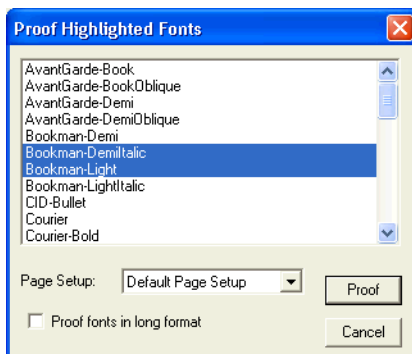 Proof Highlighted Fonts
AvantGarde-Book
AvantGarde-BookOblique
AvantGarde-Demi
AvantGarde-DemiOblique
Bookman-Demi
Bookman-DemiItalic
Bookman-Light
Bookman-LightItalic
CID-Bullet
Courier
Courier-Bold
Page Setup: Default Page Setup
Proof
Proof fonts in long format
Cancel